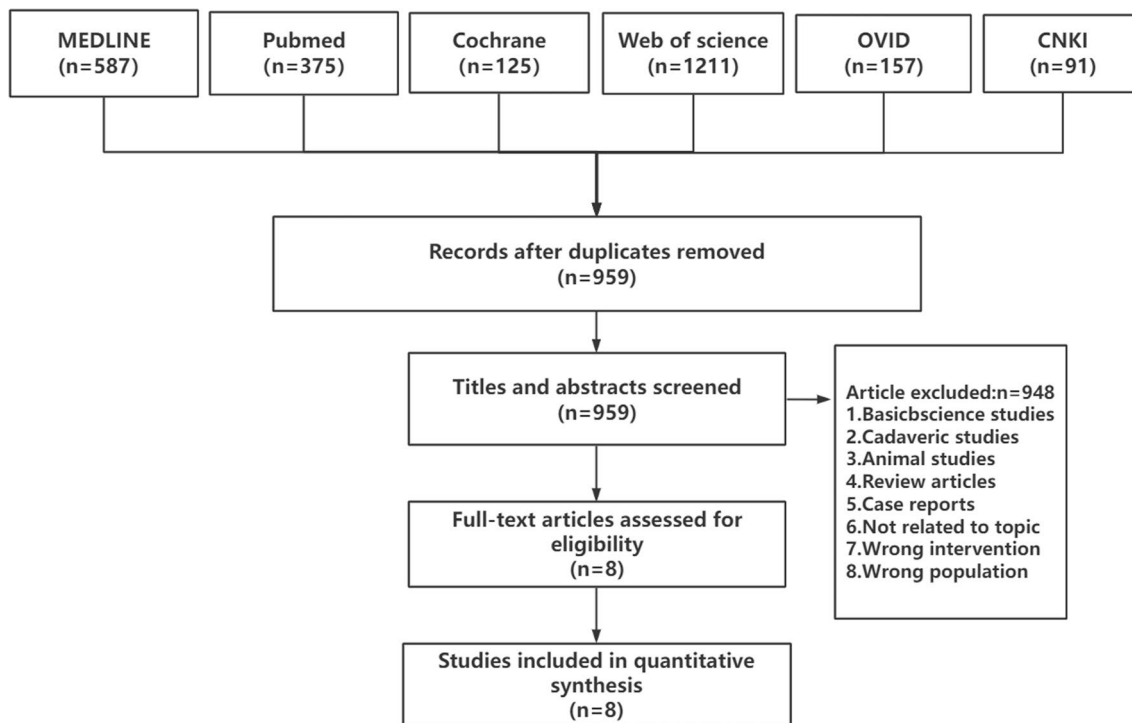 MEDLINE
(n=587)
Pubmed
(n=375)
Cochrane
(n=125)
Web of science
(n=1211)
OVID
(n=157)
CNKI
(n=91)
Records after duplicates removed
(n=959)
Titles and abstracts screened
(n=959)
Article excluded:n=948
1.Basicbscience studies
2.Cadaveric studies
3.Animal studies
4.Review articles
5.Case reports
6.Not related to topic
7.Wrong intervention
8.Wrong population
Full-text articles assessed for
eligibility
(n=8)
Studies included in quantitative
synthesis
(n=8)